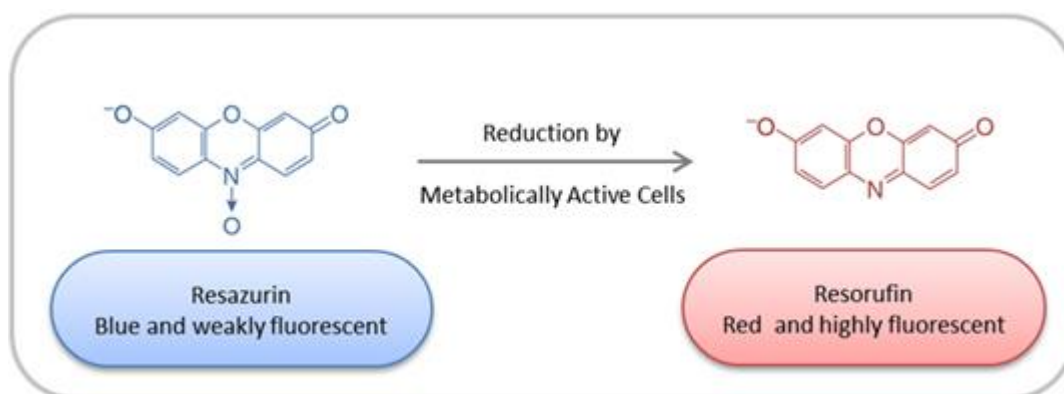 ⁻O
O
O
N
O
Reduction by
Metabolically Active Cells
⁻O
O
O
N
Resazurin
Blue and weakly fluorescent
Resorufin
Red and highly fluorescent